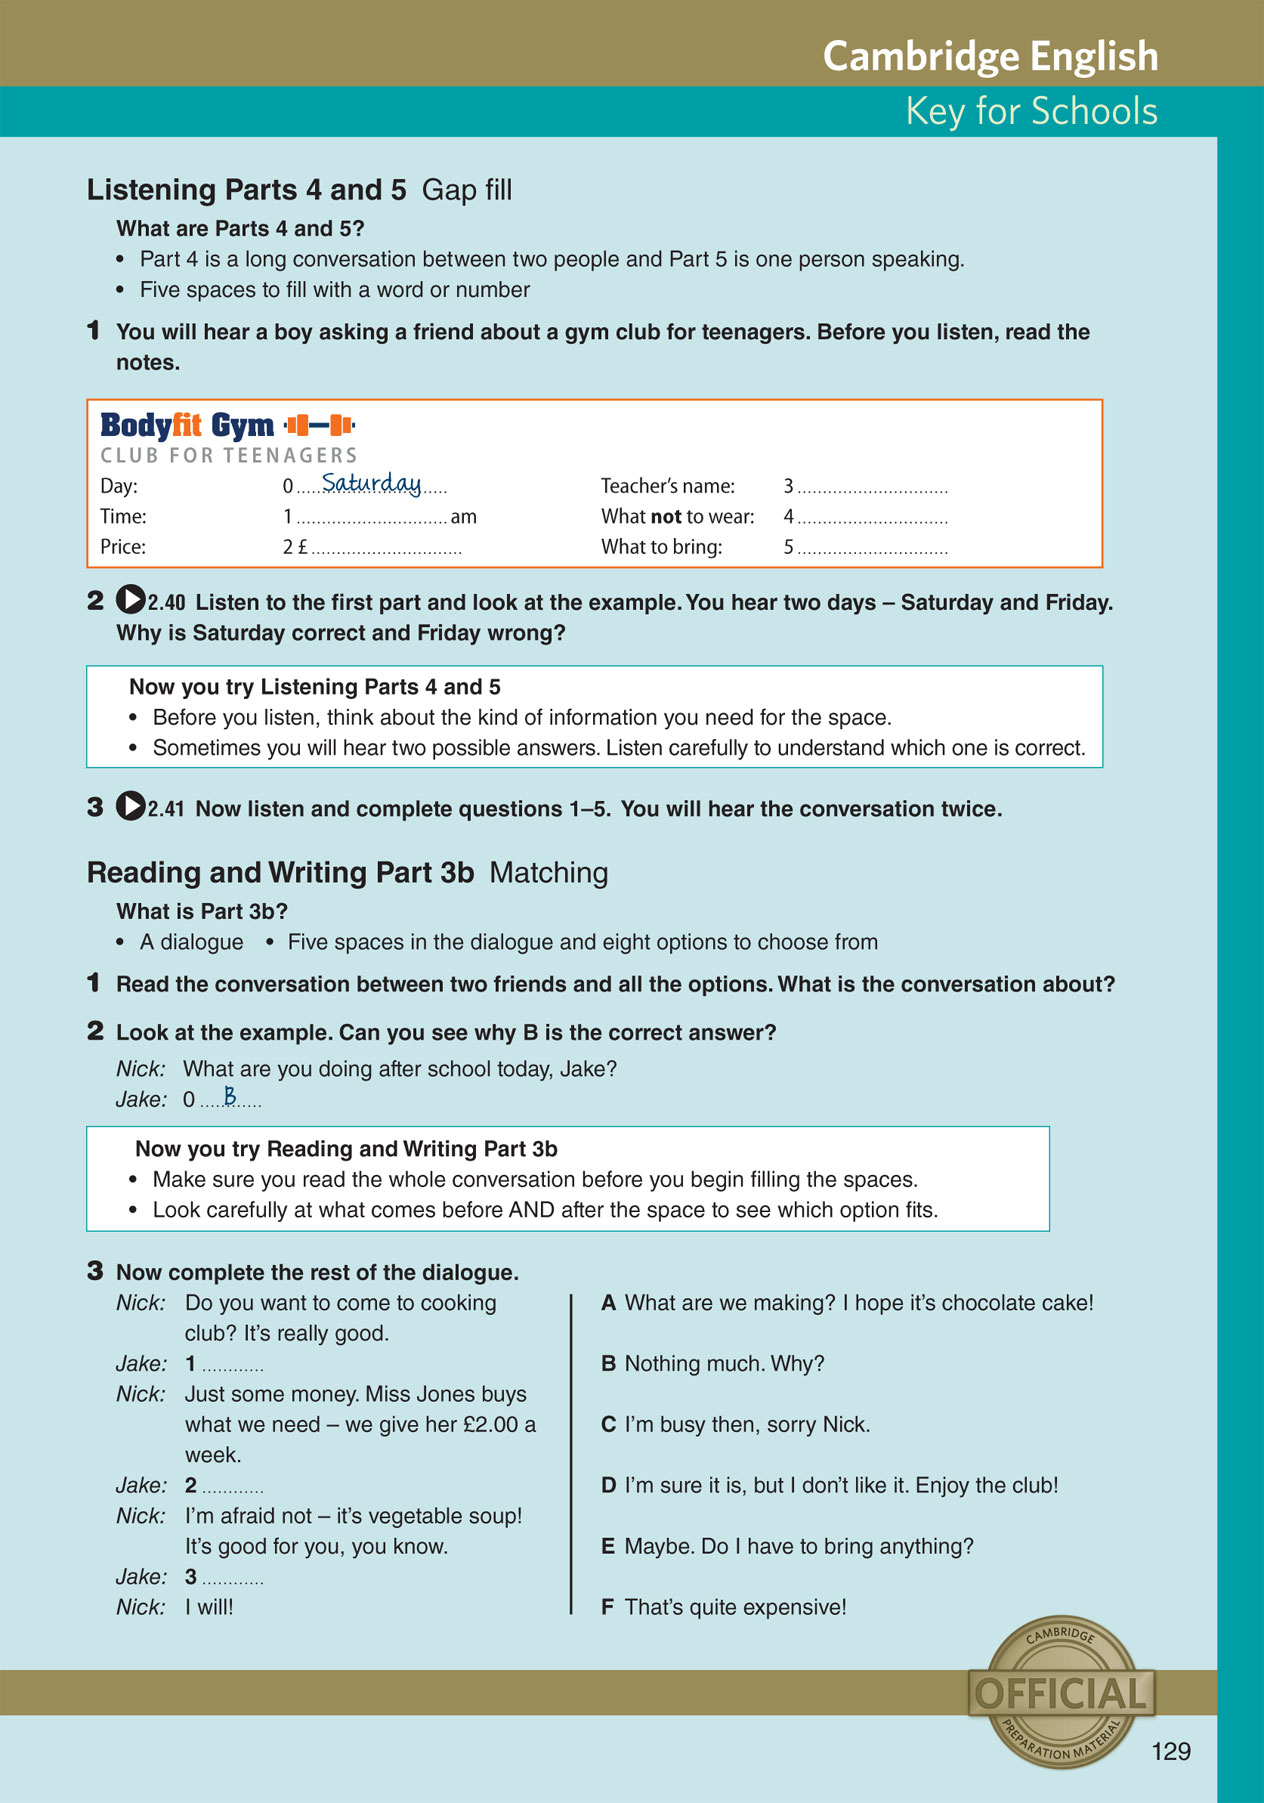 Cambridge English
Key for Schools
Listening Parts 4 and 5 Gap fill
What are Parts 4 and 5?
• Part 4 is a long conversation between two people and Part 5 is one person speaking.
• Five spaces to fill with a word or number
1 You will hear a boy asking a friend about a gym club for teenagers. Before you listen, read the
notes.
Bodyfit Gym
CLUB FOR TEENAGERS
Day: 0 Saturday
Time: 1 .............................. am
Price: 2 £ ..............................
Teacher's name: 3 ..............................
What not to wear: 4 ..............................
What to bring: 5 ..............................
2 2.40 Listen to the first part and look at the example. You hear two days – Saturday and Friday.
Why is Saturday correct and Friday wrong?
Now you try Listening Parts 4 and 5
• Before you listen, think about the kind of information you need for the space.
• Sometimes you will hear two possible answers. Listen carefully to understand which one is correct.
3 2.41 Now listen and complete questions 1–5. You will hear the conversation twice.
Reading and Writing Part 3b Matching
What is Part 3b?
• A dialogue • Five spaces in the dialogue and eight options to choose from
1 Read the conversation between two friends and all the options. What is the conversation about?
2 Look at the example. Can you see why B is the correct answer?
Nick: What are you doing after school today, Jake?
Jake: 0 B
Now you try Reading and Writing Part 3b
• Make sure you read the whole conversation before you begin filling the spaces.
• Look carefully at what comes before AND after the space to see which option fits.
3 Now complete the rest of the dialogue.
Nick: Do you want to come to cooking
club? It's really good.
Jake: 1 ............
Nick: Just some money. Miss Jones buys
what we need – we give her £2.00 a
week.
Jake: 2 ............
Nick: I'm afraid not – it's vegetable soup!
It's good for you, you know.
Jake: 3 ............
Nick: I will!
A What are we making? I hope it's chocolate cake!
B Nothing much. Why?
C I'm busy then, sorry Nick.
D I'm sure it is, but I don't like it. Enjoy the club!
E Maybe. Do I have to bring anything?
F That's quite expensive!
CAMBRIDGE
OFFICIAL
PREPARATION MATERIAL
129